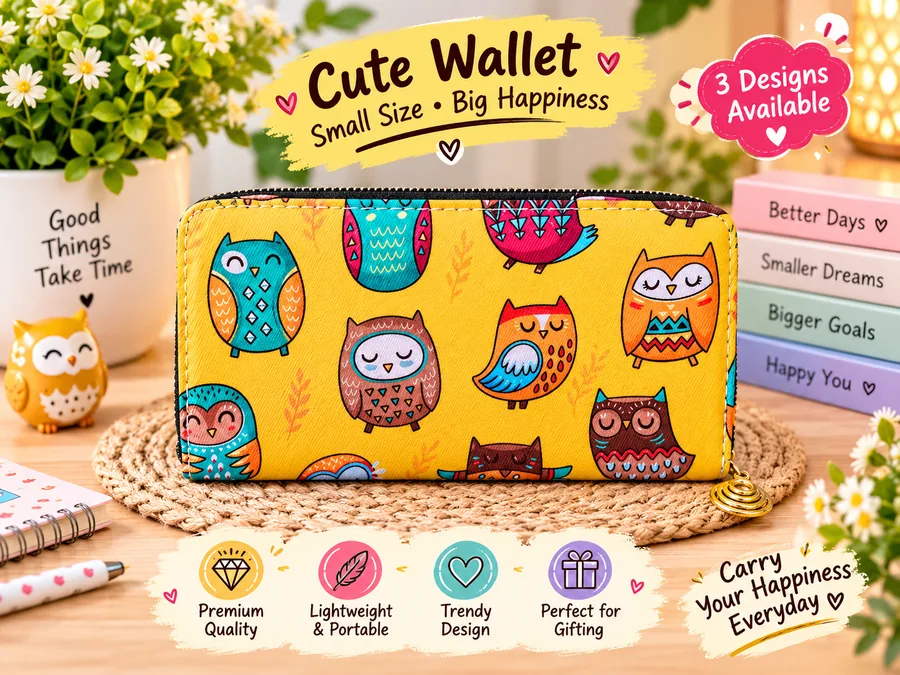 Cute Wallet
Small Size • Big Happiness
3 Designs
Available
Good
Things
Take Time
Better Days
Smaller Dreams
Bigger Goals
Happy You
Premium
Quality
Lightweight
& Portable
Trendy
Design
Perfect for
Gifting
Carry
Your Happiness
Everyday